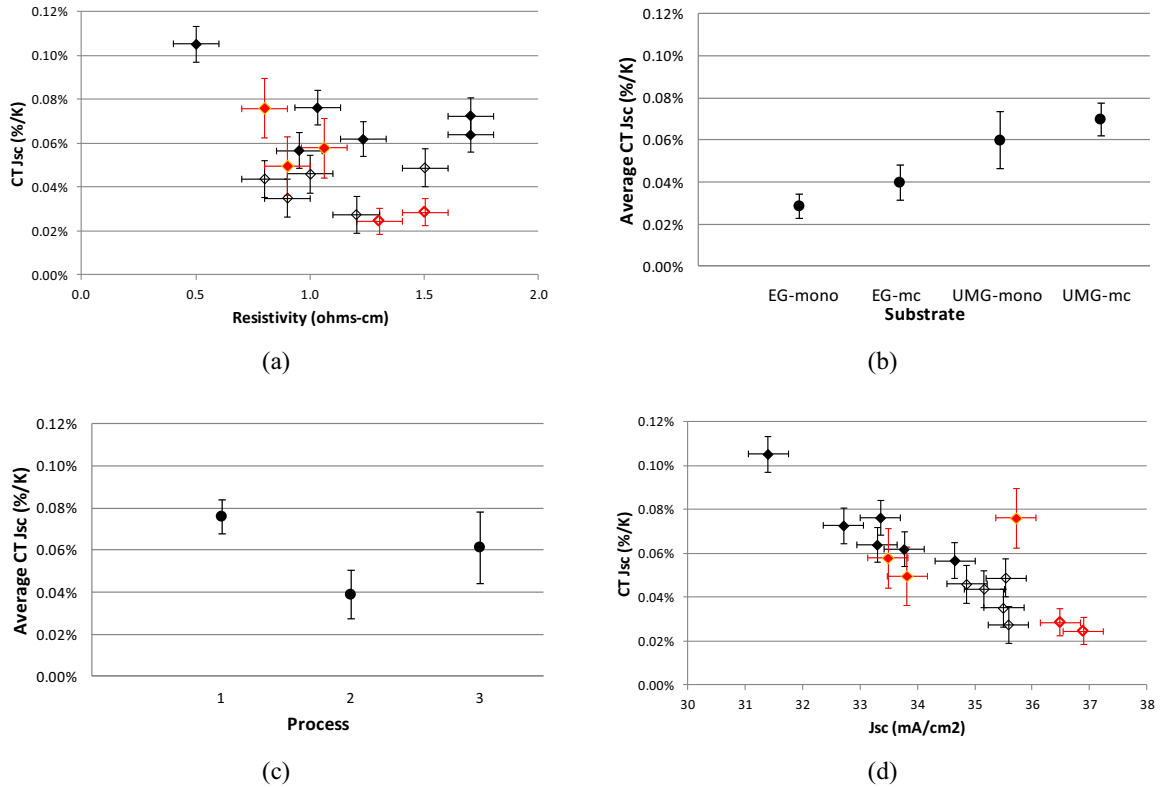 0.12%
0.10%
0.08%
0.06%
0.04%
0.02%
0.00%
CT Jsc (%/K)
0.0 0.5 1.0 1.5 2.0
Resistivity (ohms-cm)
(a)
0.12%
0.10%
0.08%
0.06%
0.04%
0.02%
0.00%
Average CT Jsc (%/K)
EG-mono EG-mc UMG-mono UMG-mc
Substrate
(b)
0.12%
0.10%
0.08%
0.06%
0.04%
0.02%
0.00%
Average CT Jsc (%/K)
1 2 3
Process
(c)
0.12%
0.10%
0.08%
0.06%
0.04%
0.02%
0.00%
CT Jsc (%/K)
30 31 32 33 34 35 36 37 38
Jsc (mA/cm2)
(d)